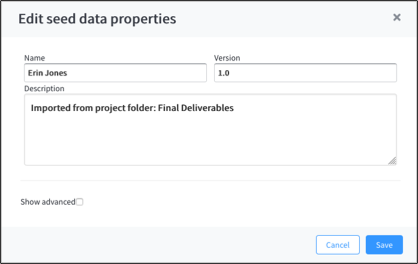 Edit seed data properties ×
Name Version
Erin Jones 1.0
Description
Imported from project folder: Final Deliverables
Show advanced
Cancel Save